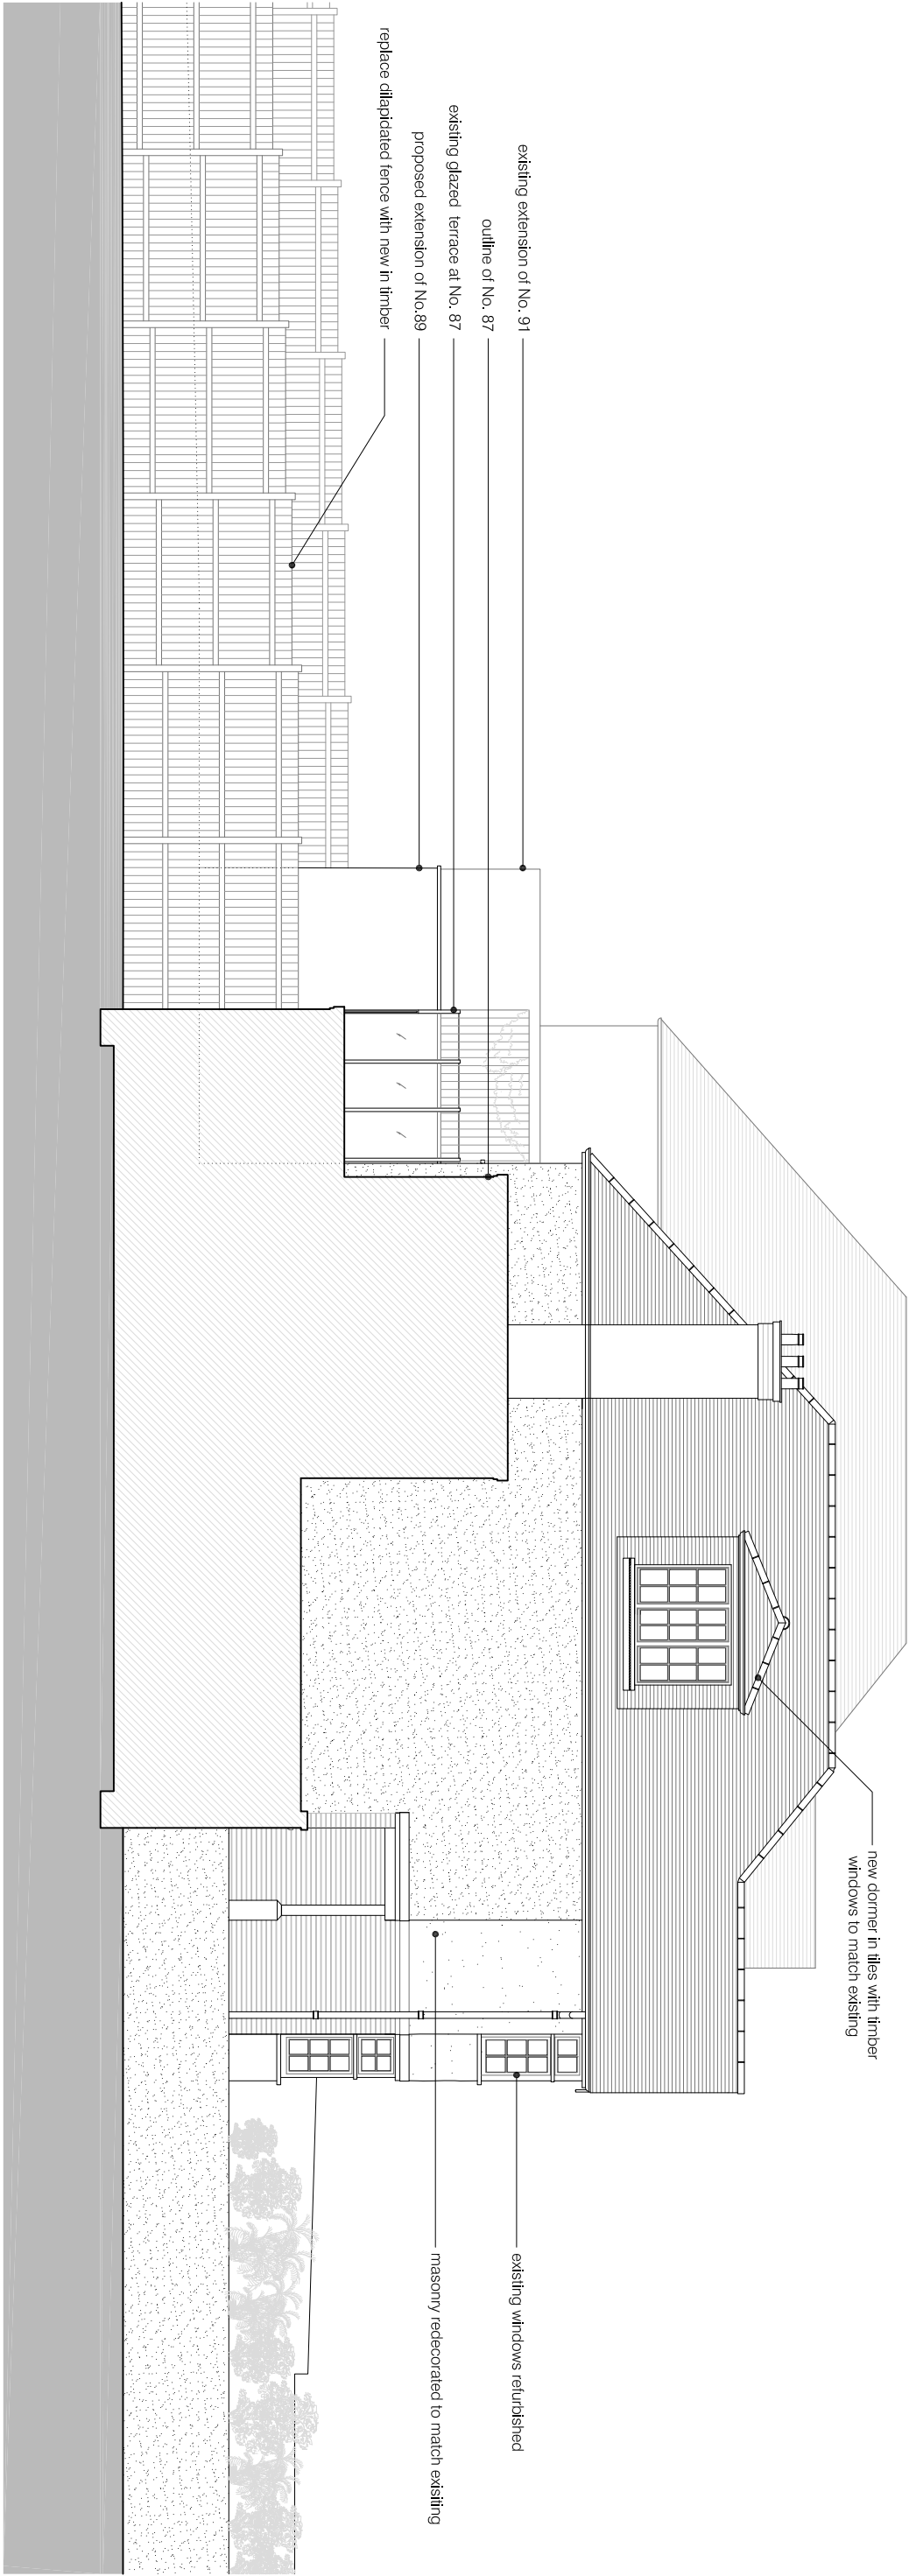 existing extension of No. 91
outline of No. 87
existing glazed terrace at No. 87
proposed extension of No.89
replace dilapidated fence with new in timber
new dormer in tiles with timber
windows to match existing
existing windows refurbished
masonry redecorated to match exisiting